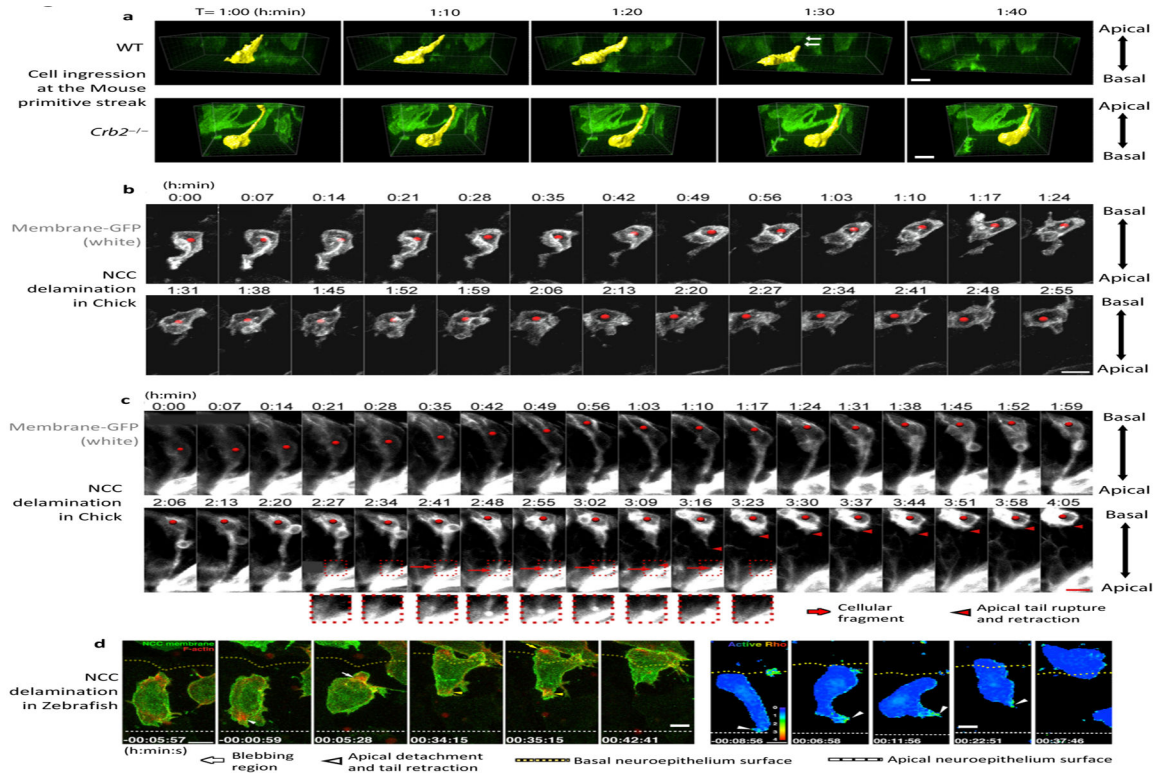 a
T= 1:00 (h:min) 1:10 1:20 1:30 1:40
WT
Cell ingression
at the Mouse
primitive streak
Crb2−/−
Apical
Basal
Apical
Basal
b
(h:min)
0:00 0:07 0:14 0:21 0:28 0:35 0:42 0:49 0:56 1:03 1:10 1:17 1:24
Membrane-GFP
(white)
NCC
delamination
in Chick
Basal
Apical
1:31 1:38 1:45 1:52 1:59 2:06 2:13 2:20 2:27 2:34 2:41 2:48 2:55
Basal
Apical
c
(h:min)
0:00 0:07 0:14 0:21 0:28 0:35 0:42 0:49 0:56 1:03 1:10 1:17 1:24 1:31 1:38 1:45 1:52 1:59
Membrane-GFP
(white)
NCC
delamination
in Chick
Basal
Apical
2:06 2:13 2:20 2:27 2:34 2:41 2:48 2:55 3:02 3:09 3:16 3:23 3:30 3:37 3:44 3:51 3:58 4:05
Basal
Apical
Cellular
fragment
Apical tail rupture
and retraction
d
NCC membrane
F-actin
Active Rho
NCC
delamination
in Zebrafish
-00:05:57 -00:00:59 00:05:28 00:34:15 00:35:15 00:42:41
-00:08:56 00:06:58 00:11:56 00:22:51 00:37:46
(h:min:s)
Blebbing
region
Apical detachment
and tail retraction
Basal neuroepithelium surface
Apical neuroepithelium surface